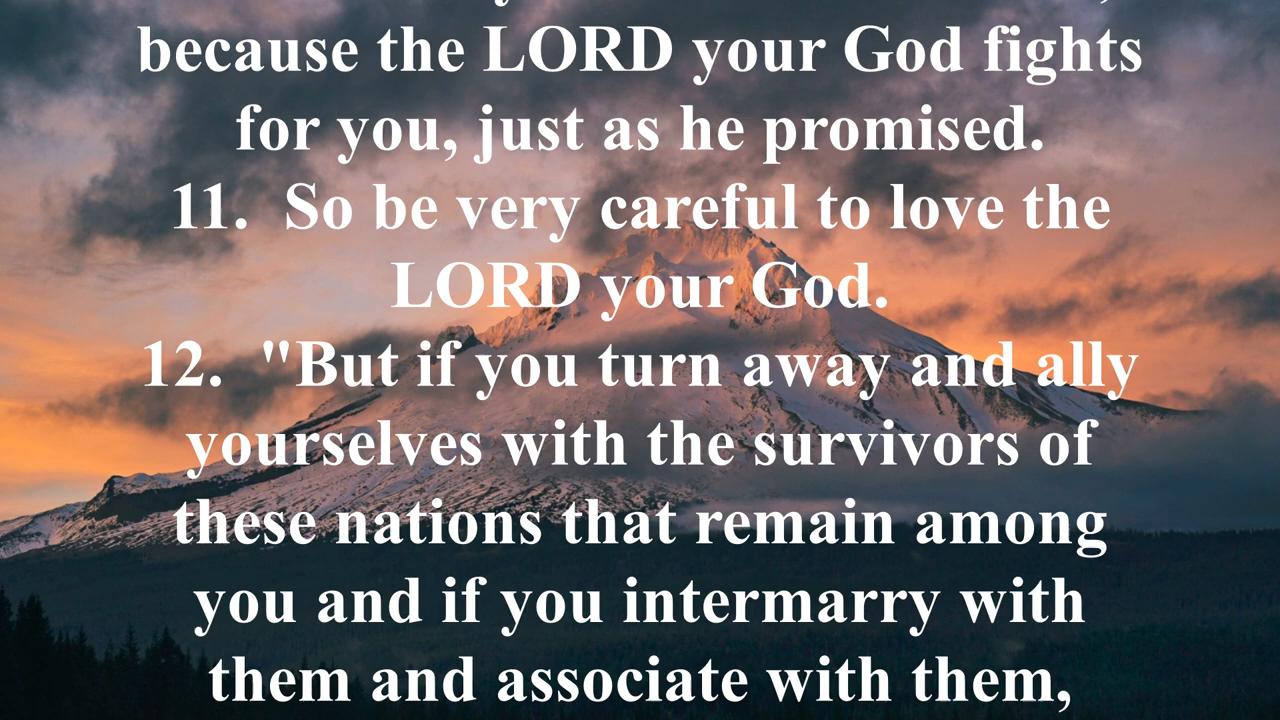 because the LORD your God fights
for you, just as he promised.
11.  So be very careful to love the
LORD your God.
12.  "But if you turn away and ally
yourselves with the survivors of
these nations that remain among
you and if you intermarry with
them and associate with them,